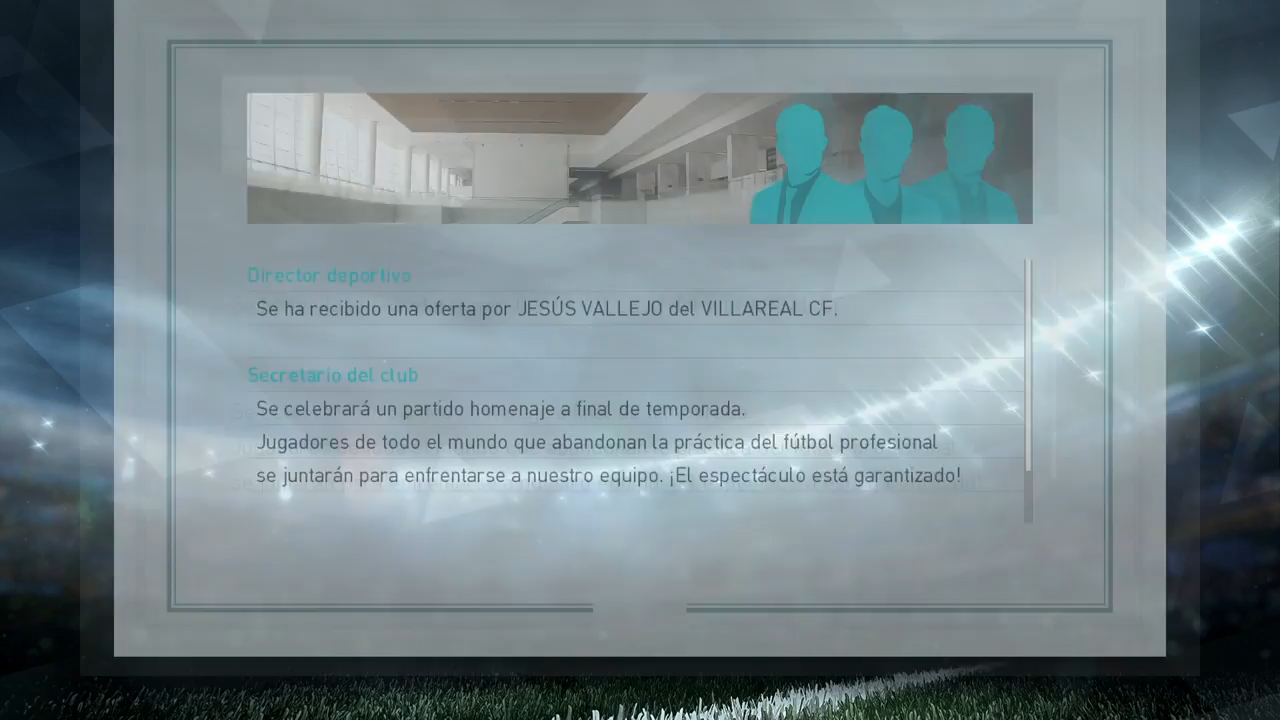 Director deportivo
Se ha recibido una oferta por JESÚS VALLEJO del VILLAREAL CF.
Secretario del club
Se celebrará un partido homenaje a final de temporada.
Jugadores de todo el mundo que abandonan la práctica del fútbol profesional
se juntarán para enfrentarse a nuestro equipo. ¡El espectáculo está garantizado!